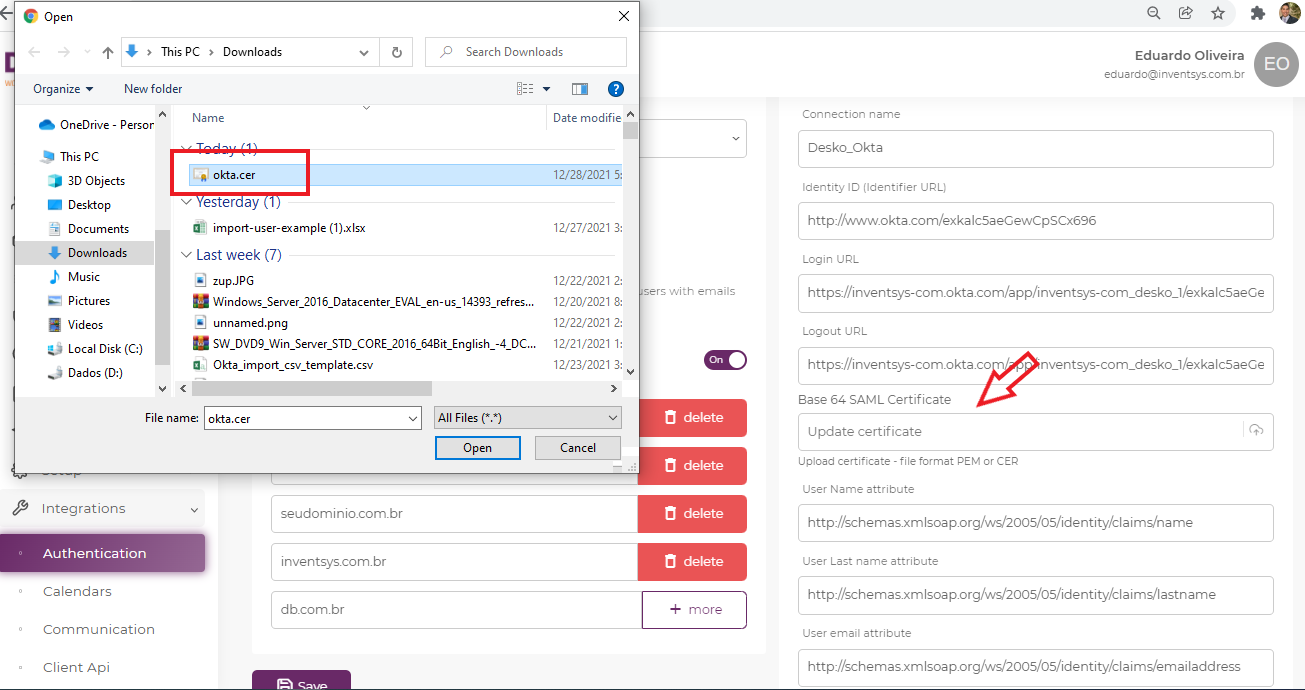 Open
This PC
Downloads
Search Downloads
Organize
New folder
OneDrive - Person
This PC
3D Objects
Desktop
Documents
Downloads
Music
Pictures
Videos
Local Disk (C:)
Dados (D:)
Name
Date modifie
Today (1)
okta.cer
12/28/2021 5:
Yesterday (1)
import-user-example (1).xlsx
12/27/2021 3:
Last week (7)
zup.JPG
12/22/2021 2:
Windows_Server_2016_Datacenter_EVAL_en-us_14393_refres...
12/20/2021 8:
unnamed.png
12/22/2021 2:
SW_DVD9_Win_Server_STD_CORE_2016_64Bit_English_-4_DC...
12/21/2021 1:
Okta_import_csv_template.csv
12/23/2021 3:
File name:
okta.cer
All Files (*.*)
Open
Cancel
Eduardo Oliveira
eduardo@inventsys.com.br
EO
Setup
Integrations
Authentication
Calendars
Communication
Client Api
users with emails
On
delete
delete
seudominio.com.br
delete
inventsys.com.br
delete
db.com.br
+ more
Save
Connection name
Desko_Okta
Identity ID (Identifier URL)
http://www.okta.com/exkalc5aeGewCpSCx696
Login URL
https://inventsys-com.okta.com/app/inventsys-com_desko_1/exkalc5aeGe
Logout URL
https://inventsys-com.okta.com/app/inventsys-com_desko_1/exkalc5aeGe
Base 64 SAML Certificate
Update certificate
Upload certificate - file format PEM or CER
User Name attribute
http://schemas.xmlsoap.org/ws/2005/05/identity/claims/name
User Last name attribute
http://schemas.xmlsoap.org/ws/2005/05/identity/claims/lastname
User email attribute
http://schemas.xmlsoap.org/ws/2005/05/identity/claims/emailaddress